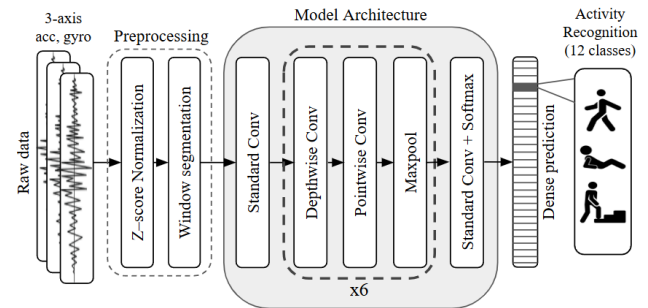 3-axis
acc, gyro
Raw data
Preprocessing
Z-score Normalization
Window segmentation
Model Architecture
Standard Conv
Depthwise Conv
Pointwise Conv
Maxpool
x6
Standard Conv + Softmax
Dense prediction
Activity
Recognition
(12 classes)